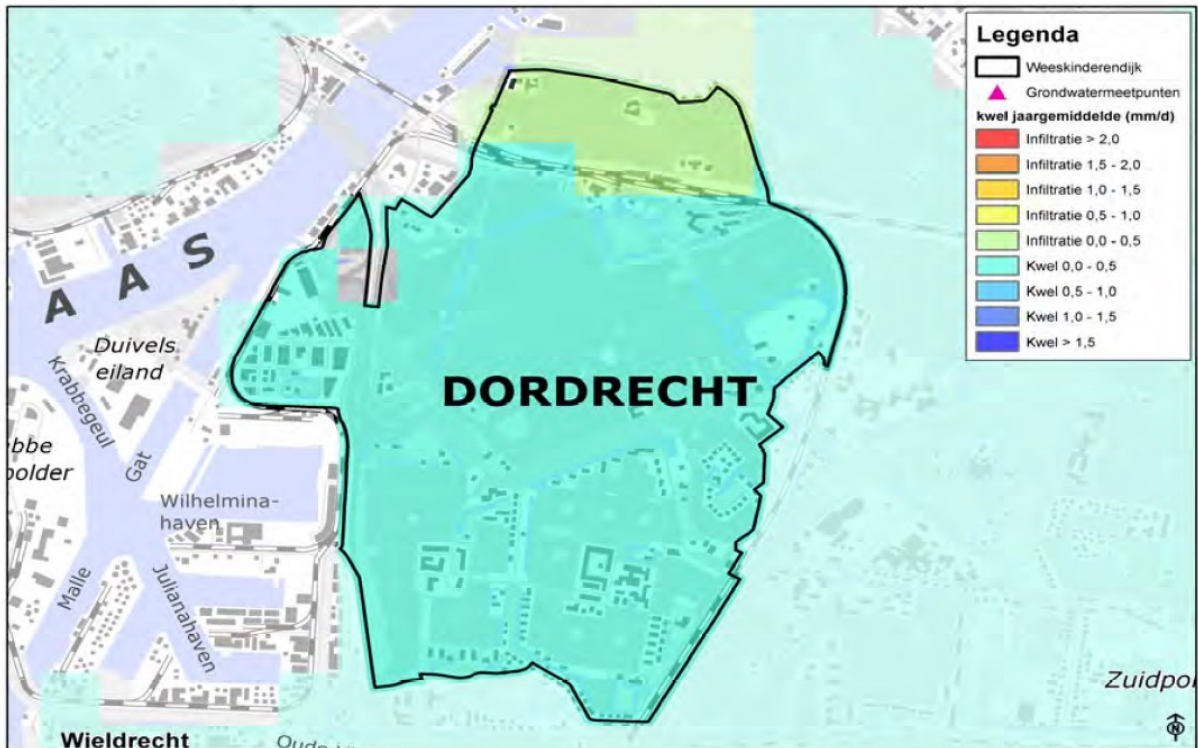 Legenda
Weeskinderendijk
Grondwatermeetpunten
kwel jaargemiddelde (mm/d)
Infiltratie > 2,0
Infiltratie 1,5 - 2,0
Infiltratie 1,0 - 1,5
Infiltratie 0,5 - 1,0
Infiltratie 0,0 - 0,5
Kwel 0,0 - 0,5
Kwel 0,5 - 1,0
Kwel 1,0 - 1,5
Kwel > 1,5
A A S
Duivels
eiland
Krabbegeul
DORDRECHT
Gat
ebbe
polder
Wilhelmina-
haven
Malle
Julianahaven
Zuidpol
Wieldrecht
N